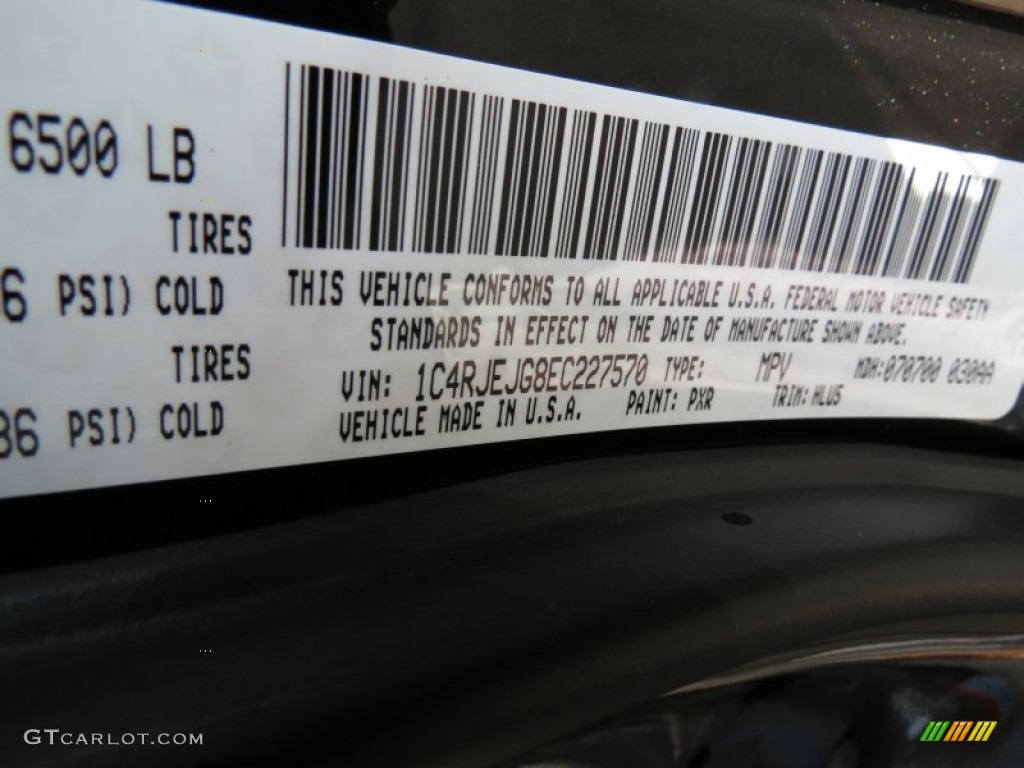 6500 LB
TIRES
6 PSI) COLD
TIRES
36 PSI) COLD
THIS VEHICLE CONFORMS TO ALL APPLICABLE U.S.A. FEDERAL MOTOR VEHICLE SAFETY
STANDARDS IN EFFECT ON THE DATE OF MANUFACTURE SHOWN ABOVE.
VIN: 1C4RJEJG8EC227570 TYPE: MPV MDH:070700 030AA
VEHICLE MADE IN U.S.A. PAINT: PXR TRIM: HLU5
GTCARLOT.COM